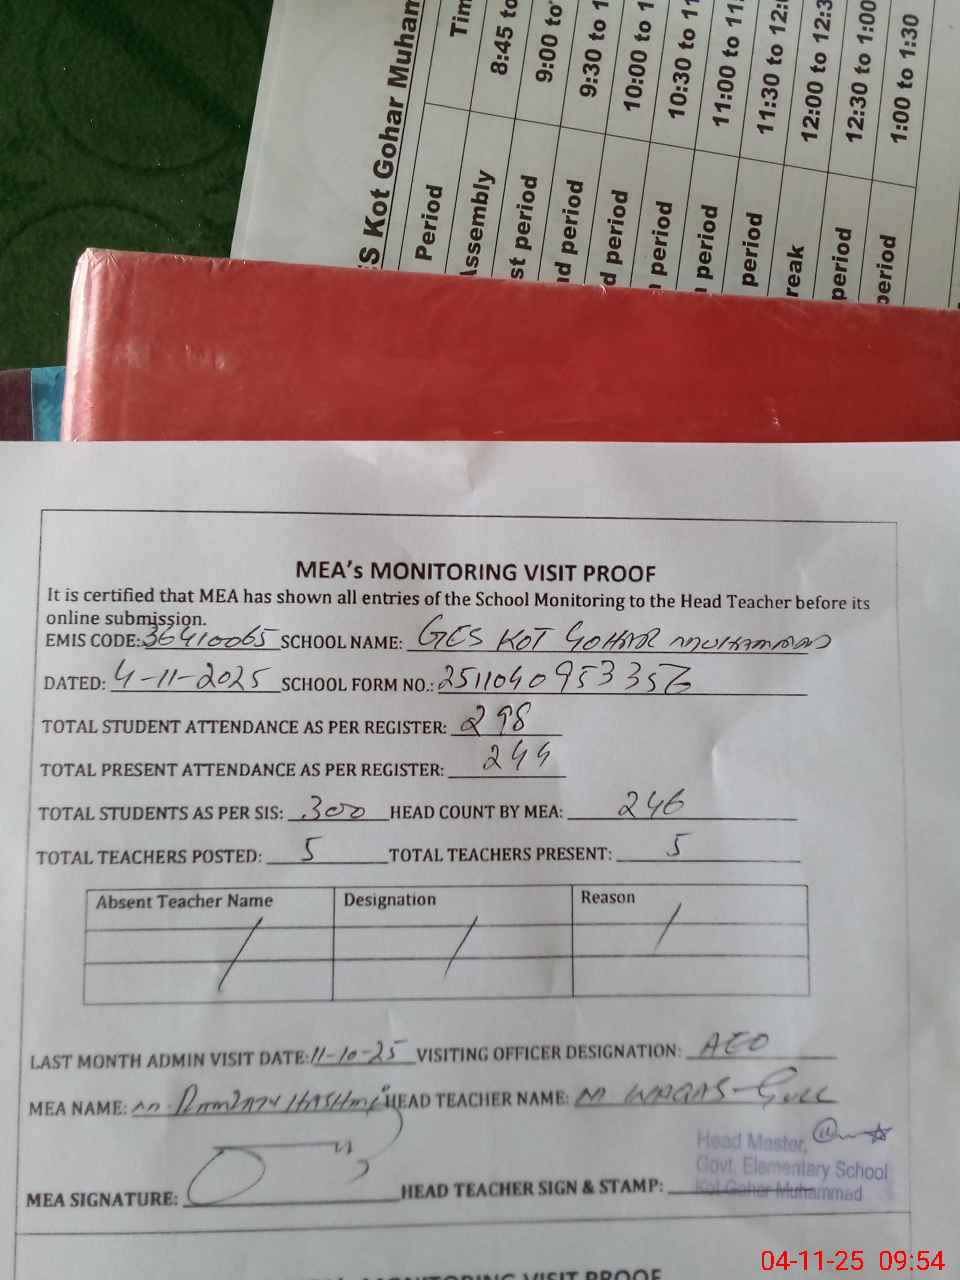 ES Kot Gohar Muham
Period Tim
Assembly 8:45 to
st period 9:00 to
nd period 9:30 to 1
d period 10:00 to 1
period 10:30 to 11
period 11:00 to 11:
period 11:30 to 12:
reak 12:00 to 12:3
period 12:30 to 1:00
period 1:00 to 1:30
MEA's MONITORING VISIT PROOF
It is certified that MEA has shown all entries of the School Monitoring to the Head Teacher before its
online submission.
EMIS CODE: 36410065 SCHOOL NAME: GES KOT GOHAR MUHAMMAD
DATED: 4-11-2025 SCHOOL FORM NO.: 2511040953356
TOTAL STUDENT ATTENDANCE AS PER REGISTER: 298
TOTAL PRESENT ATTENDANCE AS PER REGISTER: 244
TOTAL STUDENTS AS PER SIS: 300 HEAD COUNT BY MEA: 246
TOTAL TEACHERS POSTED: 5 TOTAL TEACHERS PRESENT: 5
Absent Teacher Name Designation Reason
LAST MONTH ADMIN VISIT DATE: 11-10-25 VISITING OFFICER DESIGNATION: AEO
MEA NAME: M. RAMZAN HASHMI HEAD TEACHER NAME: M WAQAS GULL
Head Master,
Govt. Elementary School
Kot Gohar Muhammad
MEA SIGNATURE: HEAD TEACHER SIGN & STAMP:
MONITORING VISIT PROOF
04-11-25 09:54